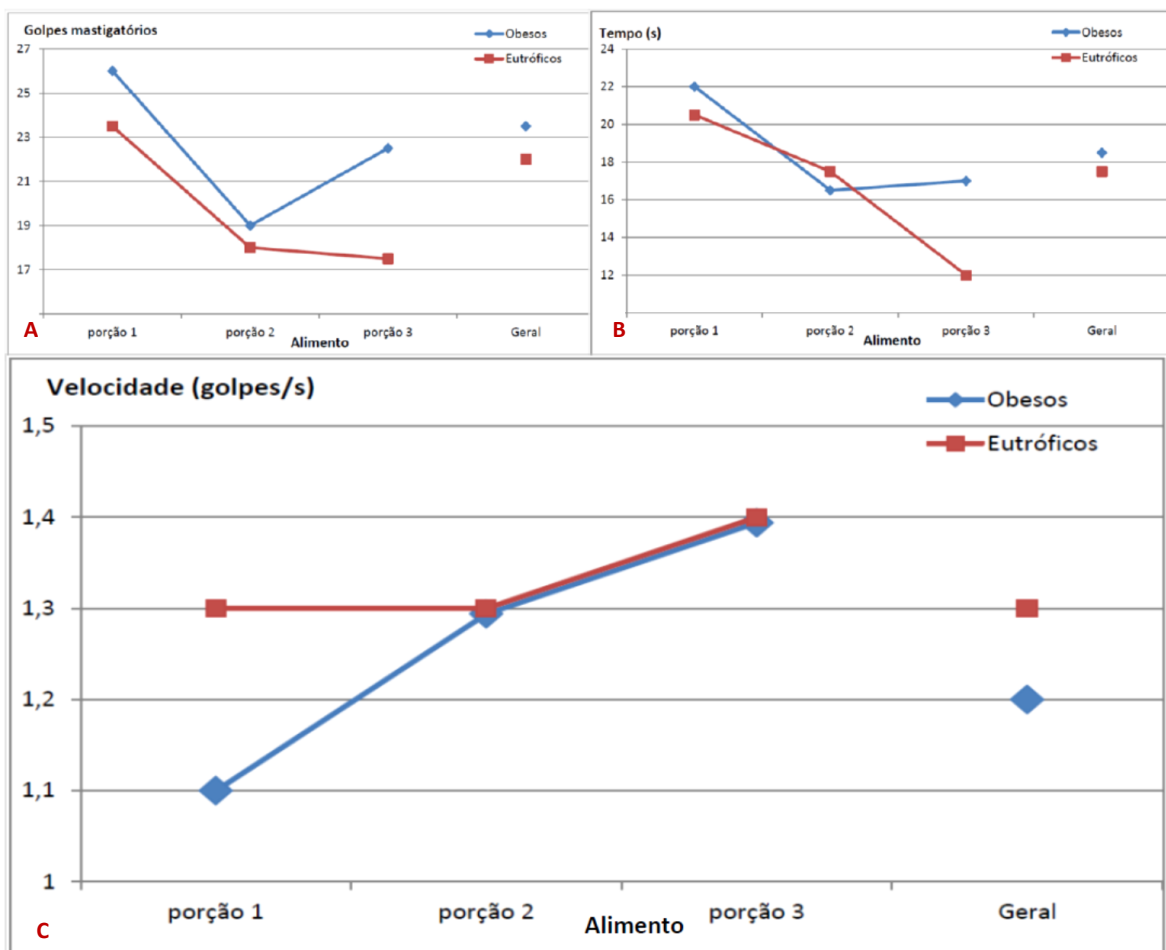 Golpes mastigatórios
Obesos
Eutróficos
27
25
23
21
19
17
A
porção 1
porção 2
porção 3
Geral
Alimento
Tempo (s)
Obesos
Eutróficos
24
22
20
18
16
14
12
B
porção 1
porção 2
porção 3
Geral
Alimento
Velocidade (golpes/s)
Obesos
Eutróficos
1,5
1,4
1,3
1,2
1,1
1
C
porção 1
porção 2
porção 3
Geral
Alimento